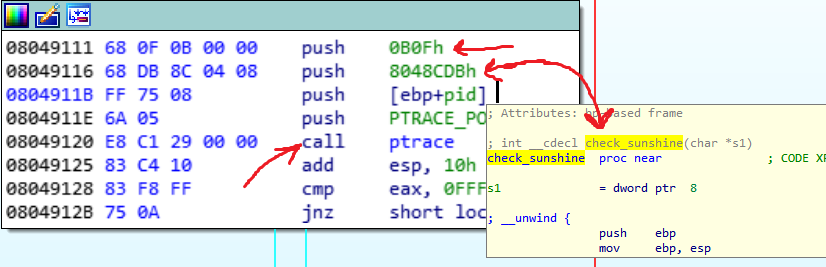 08049111 68 0F 0B 00 00 push 0B0Fh
08049116 68 DB 8C 04 08 push 8048CDBh
0804911B FF 75 08 push [ebp+pid]
0804911E 6A 05 push PTRACE_PO
08049120 E8 C1 29 00 00 call ptrace
08049125 83 C4 10 add esp, 10h
08049128 83 F8 FF cmp eax, 0FFF
0804912B 75 0A jnz short loc
; Attributes: bp-based frame
; int __cdecl check_sunshine(char *s1)
check_sunshine proc near ; CODE XR
s1 = dword ptr 8
; __unwind {
push ebp
mov ebp, esp